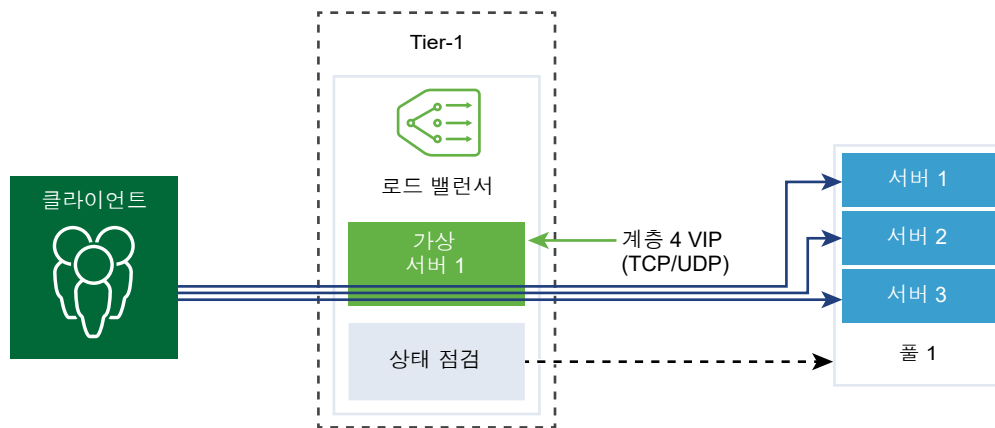 Tier-1
로드 밸런서
클라이언트
가상
서버 1
계층 4 VIP
(TCP/UDP)
상태 점검
서버 1
서버 2
서버 3
풀 1